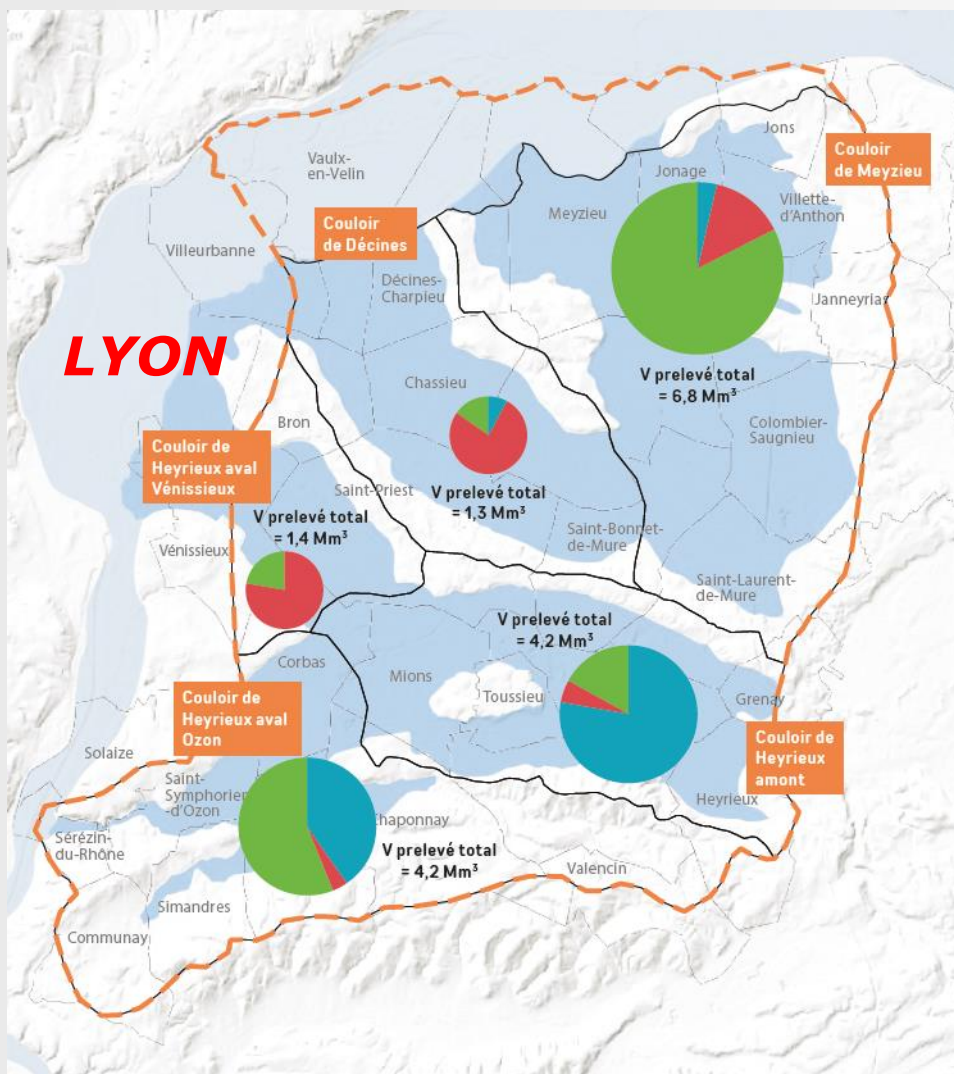 Jons
Couloir
de Meyzieu
Vaulx-
en-Velin
Jonage
Villette-
d'Anthon
Meyzieu
Couloir
de Décines
Villeurbanne
Décines-
Charpieu
Janneyrias
LYON
V prelevé total
= 6,8 Mm³
Chassieu
Bron
Colombier-
Saugnieu
Couloir de
Heyrieux aval
Vénissieux
Saint-Priest
V prelevé total
= 1,3 Mm³
V prelevé total
= 1,4 Mm³
Saint-Bonnet-
de-Mure
Vénissieux
Saint-Laurent-
de-Mure
V prelevé total
= 4,2 Mm³
Corbas
Mions
Toussieu
Grenay
Couloir de
Heyrieux aval
Ozon
Couloir de
Heyrieux
amont
Solaize
Saint-
Symphorien
-d'Ozon
Heyrieux
Chaponnay
Sérézin-
du-Rhône
V prelevé total
= 4,2 Mm³
Valencin
Simandres
Communay